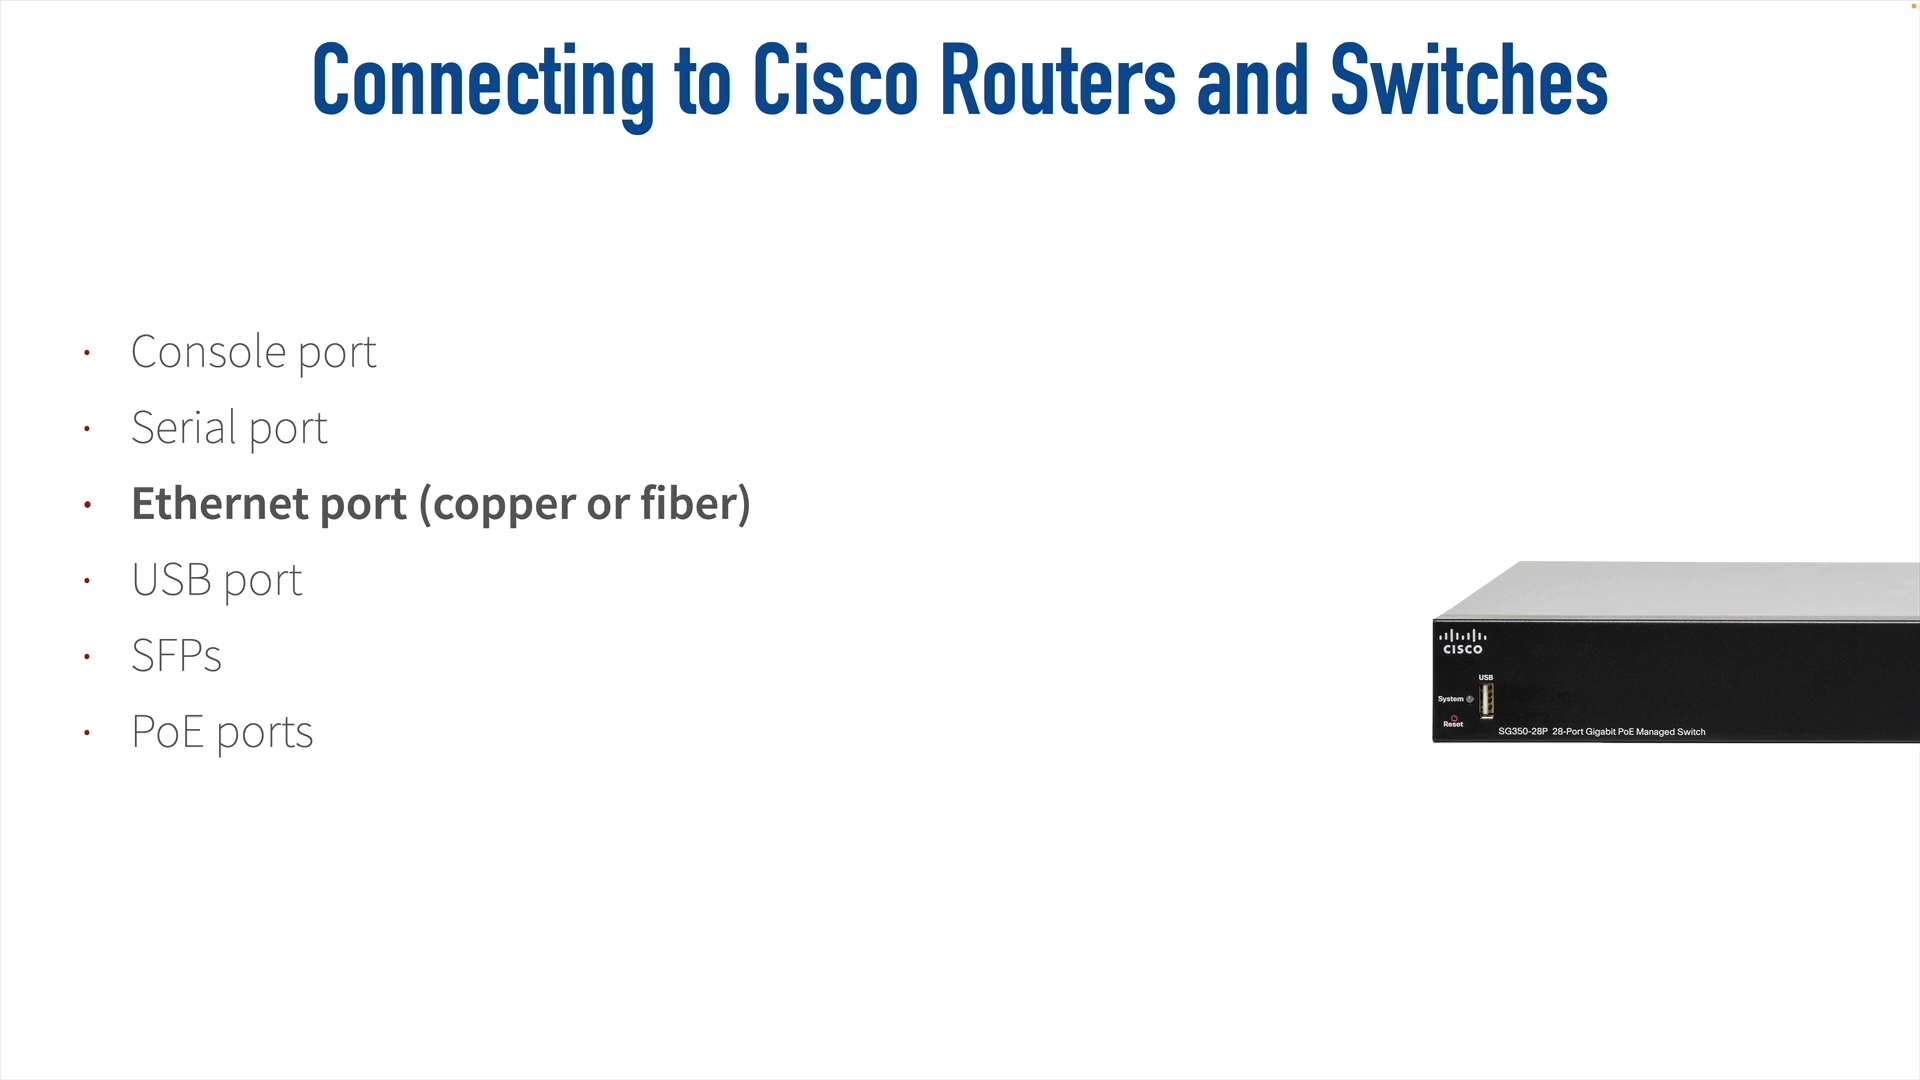 Connecting to Cisco Routers and Switches
• Console port
• Serial port
• Ethernet port (copper or fiber)
• USB port
• SFPs
• PoE ports
CISCO
USB
System
Reset
SG350-28P 28-Port Gigabit PoE Managed Switch